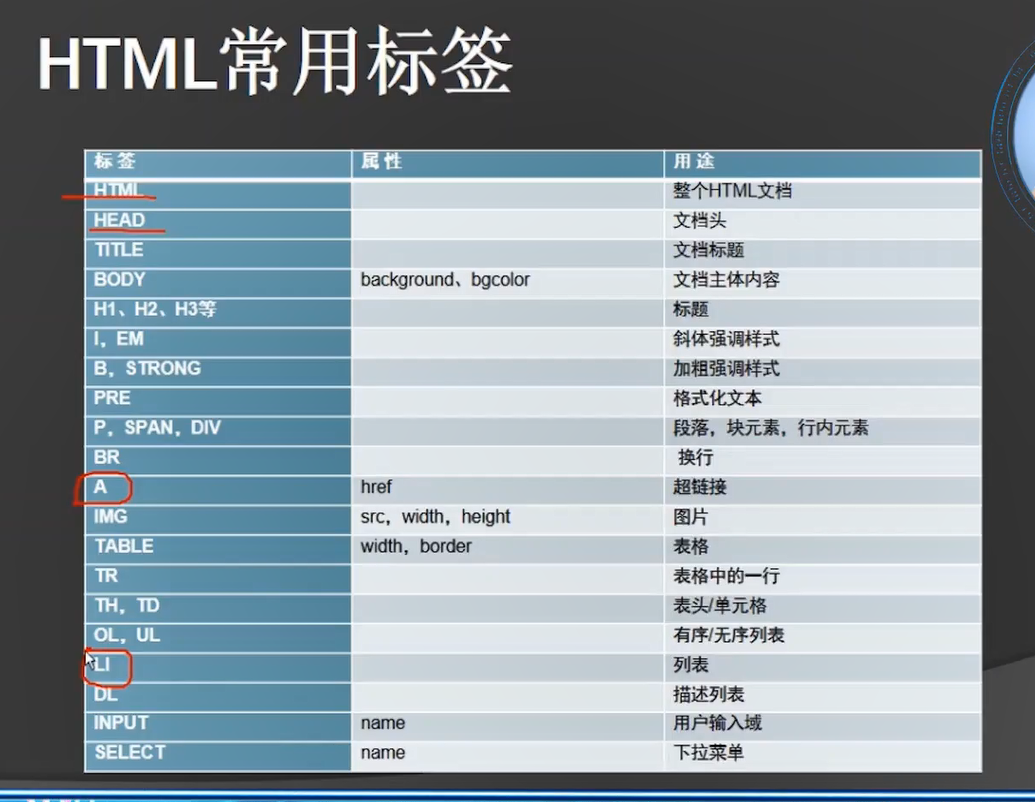 HTML常用标签
标签 属性 用途
HTML 整个HTML文档
HEAD 文档头
TITLE 文档标题
BODY background、bgcolor 文档主体内容
H1、H2、H3等 标题
I，EM 斜体强调样式
B，STRONG 加粗强调样式
PRE 格式化文本
P，SPAN，DIV 段落，块元素，行内元素
BR 换行
A href 超链接
IMG src，width，height 图片
TABLE width，border 表格
TR 表格中的一行
TH，TD 表头/单元格
OL，UL 有序/无序列表
LI 列表
DL 描述列表
INPUT name 用户输入域
SELECT name 下拉菜单